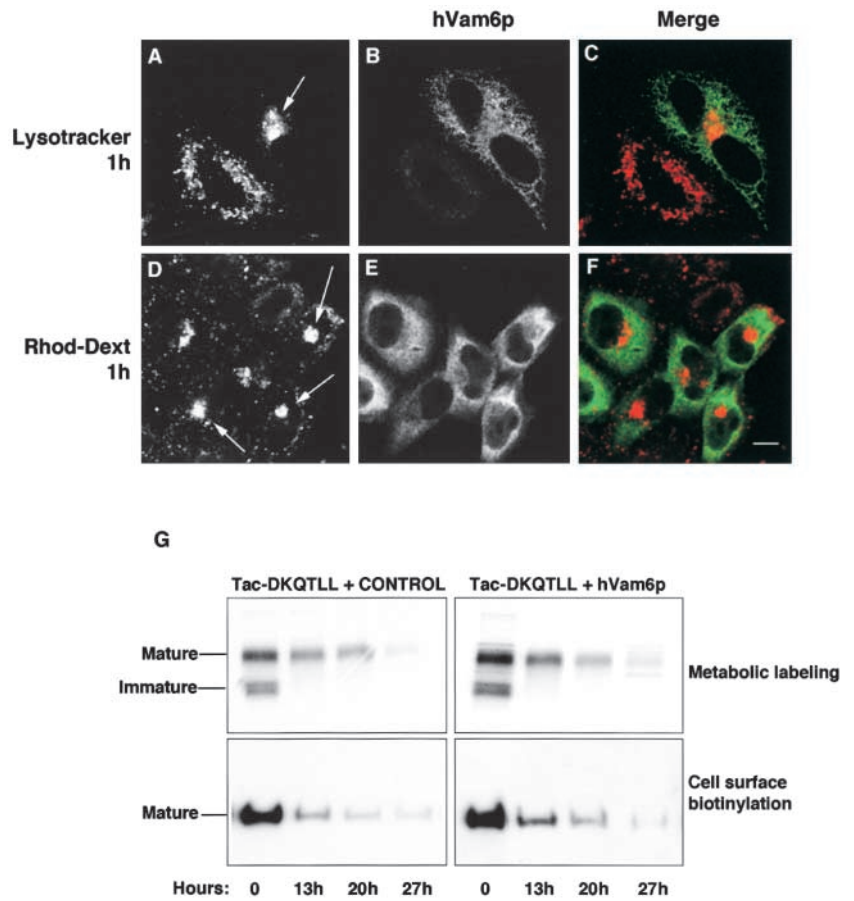 hVam6p Merge
A B C
Lysotracker
1h
D E F
Rhod-Dext
1h
G
Tac-DKQTLL + CONTROL Tac-DKQTLL + hVam6p
Mature
Immature
Metabolic labeling
Mature
Cell surface
biotinylation
Hours: 0 13h 20h 27h 0 13h 20h 27h